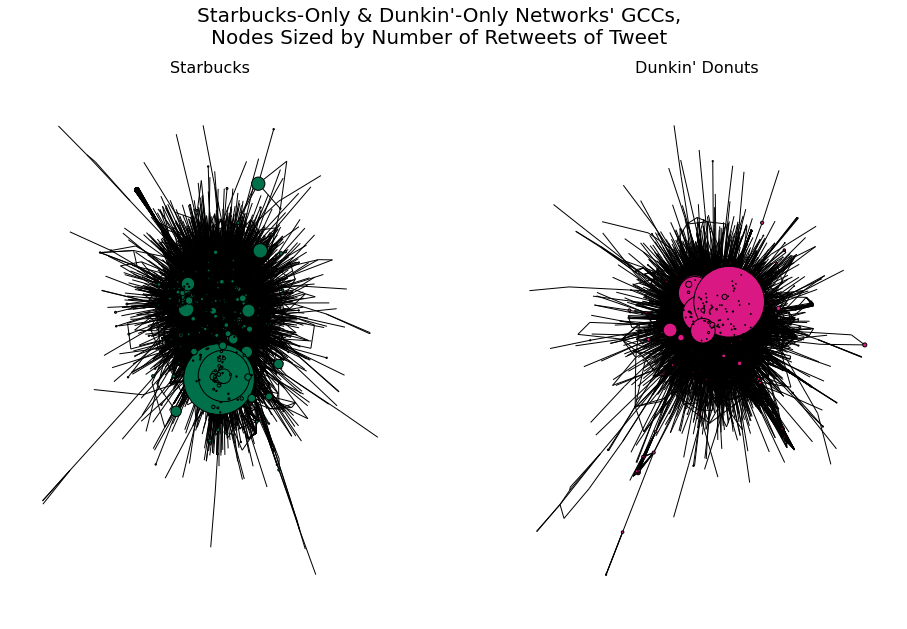 Starbucks-Only & Dunkin'-Only Networks' GCCs,
Nodes Sized by Number of Retweets of Tweet
Starbucks
Dunkin' Donuts